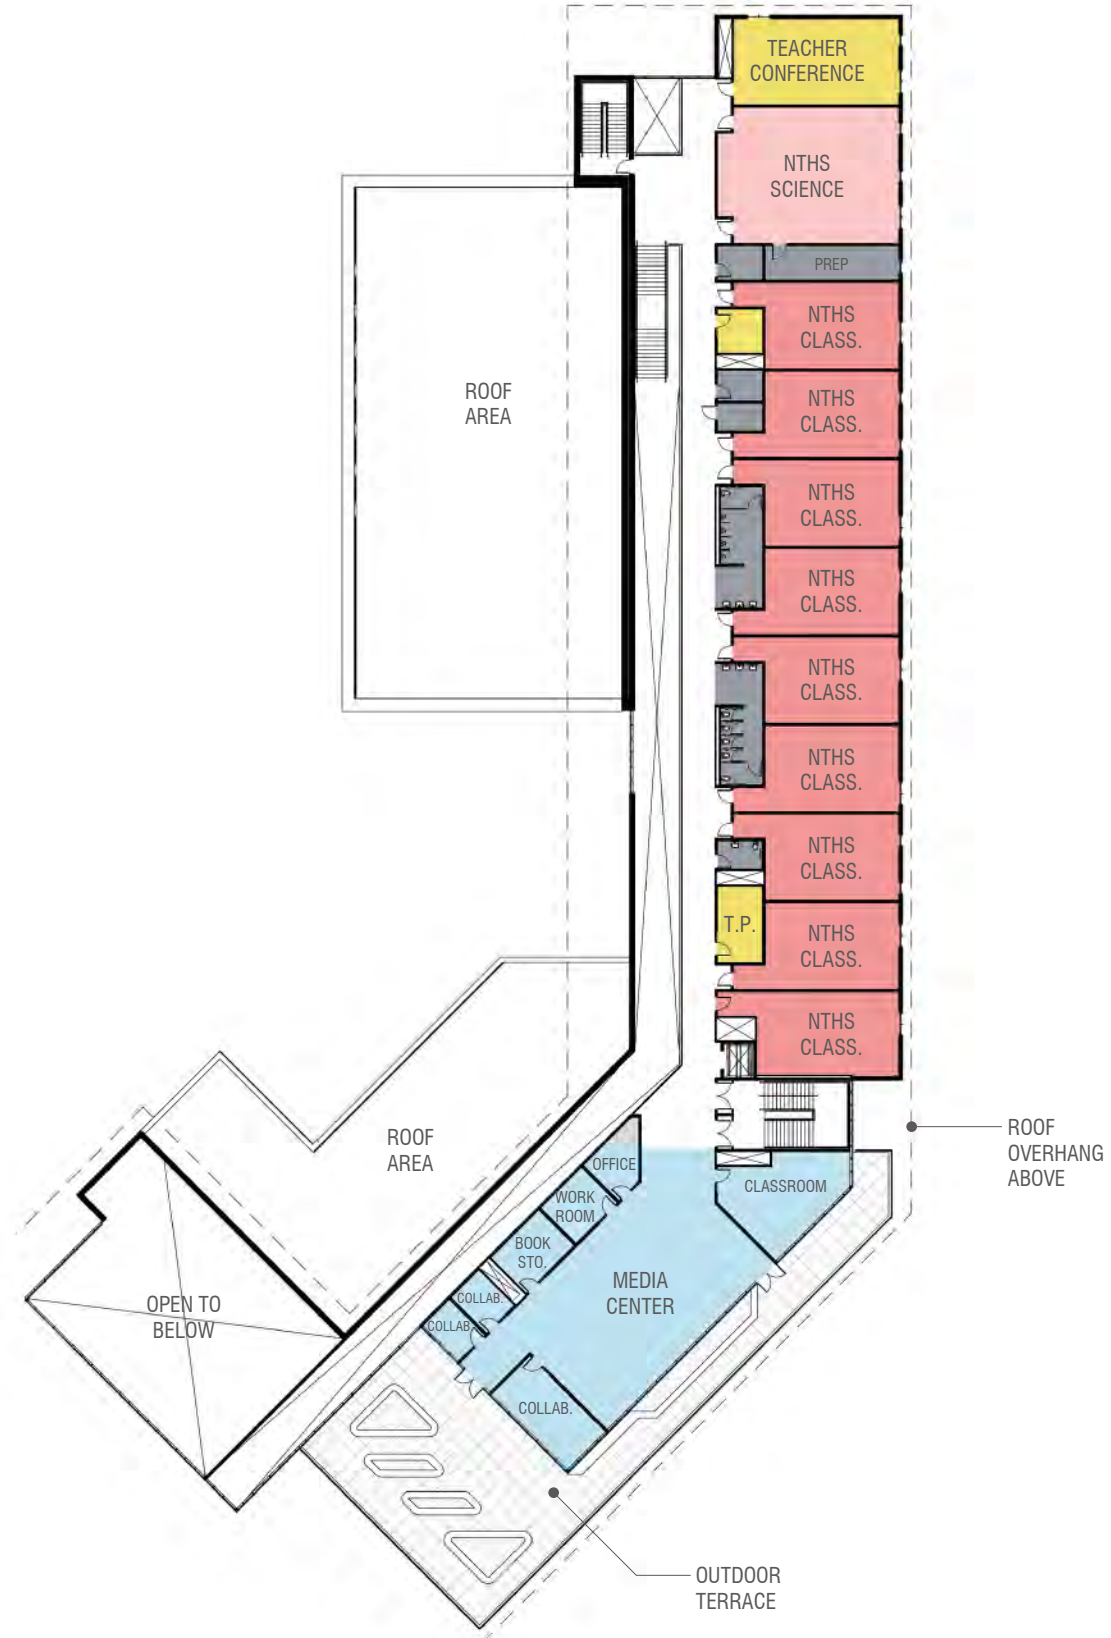 TEACHER
CONFERENCE
NTHS
SCIENCE
PREP
NTHS
CLASS.
NTHS
CLASS.
ROOF
AREA
NTHS
CLASS.
NTHS
CLASS.
NTHS
CLASS.
NTHS
CLASS.
NTHS
CLASS.
T.P.
NTHS
CLASS.
NTHS
CLASS.
ROOF
AREA
ROOF
OVERHANG
ABOVE
OFFICE
CLASSROOM
WORK
ROOM
BOOK
STO.
MEDIA
CENTER
COLLAB.
COLLAB.
OPEN TO
BELOW
COLLAB.
OUTDOOR
TERRACE